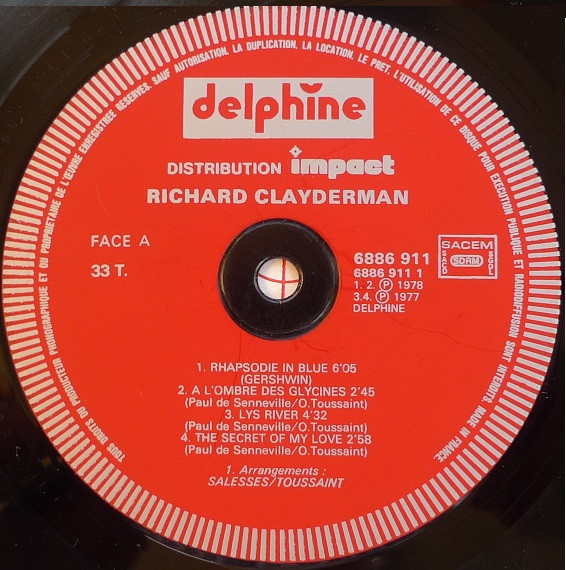 TOUS DROITS DU PRODUCTEUR PHONOGRAPHIQUE ET DU PROPRIETAIRE DE L'ŒUVRE ENREGISTREE RESERVES. SAUF AUTORISATION, LA DUPLICATION, LA LOCATION, LE PRET, L'UTILISATION DE CE DISQUE POUR EXECUTION PUBLIQUE ET RADIODIFFUSION SONT INTERDITS. MADE IN FRANCE.
delphine
DISTRIBUTION impact
RICHARD CLAYDERMAN
FACE A
33 T.
6886 911
6886 911 1
1. 2. Ⓟ 1978
3.4. Ⓟ 1977
DELPHINE
SACEM
SACD SDRM SGDL
1. RHAPSODIE IN BLUE 6'05
(GERSHWIN)
2. A L'OMBRE DES GLYCINES 2'45
(Paul de Senneville/O.Toussaint)
3. LYS RIVER 4'32
(Paul de Senneville/O.Toussaint)
4. THE SECRET OF MY LOVE 2'58
(Paul de Senneville/O.Toussaint)
1. Arrangements :
SALESSES/TOUSSAINT